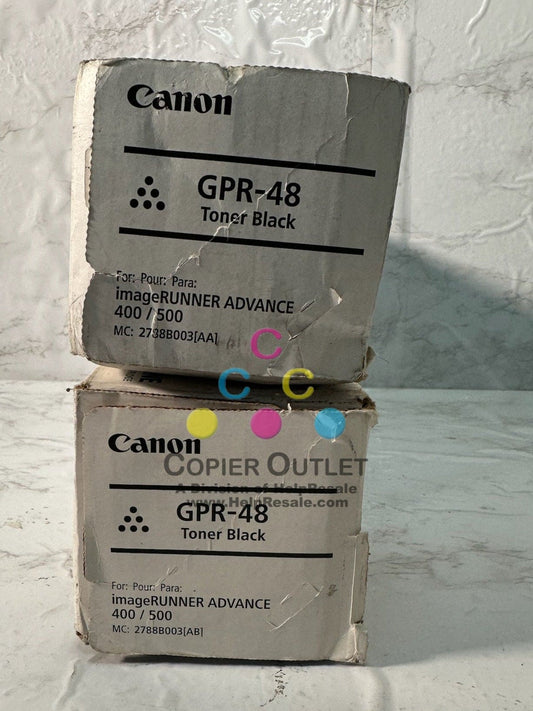 Canon
GPR-48
Toner Black
For: Pour: Para:
imageRUNNER ADVANCE
400 / 500
MC: 2788B003[AA]
C
C C
Canon
COPIER OUTLET
A Division of HelpResale
www.HelpResale.com
GPR-48
Toner Black
For: Pour: Para:
imageRUNNER ADVANCE
400 / 500
MC: 2788B003[AB]